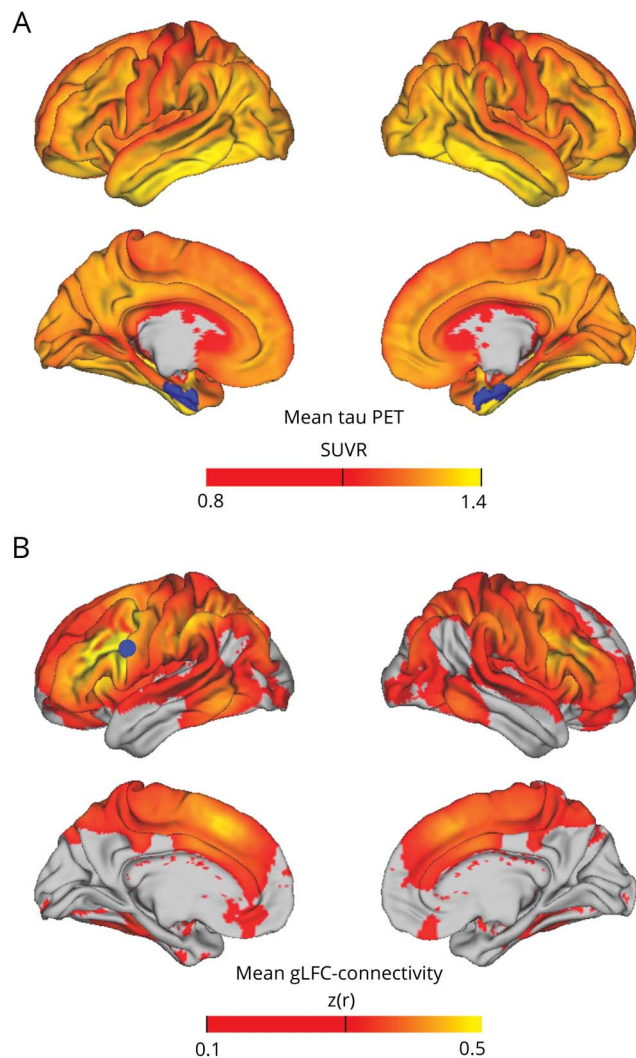 A
Mean tau PET
SUVR
0.8 1.4
B
Mean gLFC-connectivity
z(r)
0.1 0.5